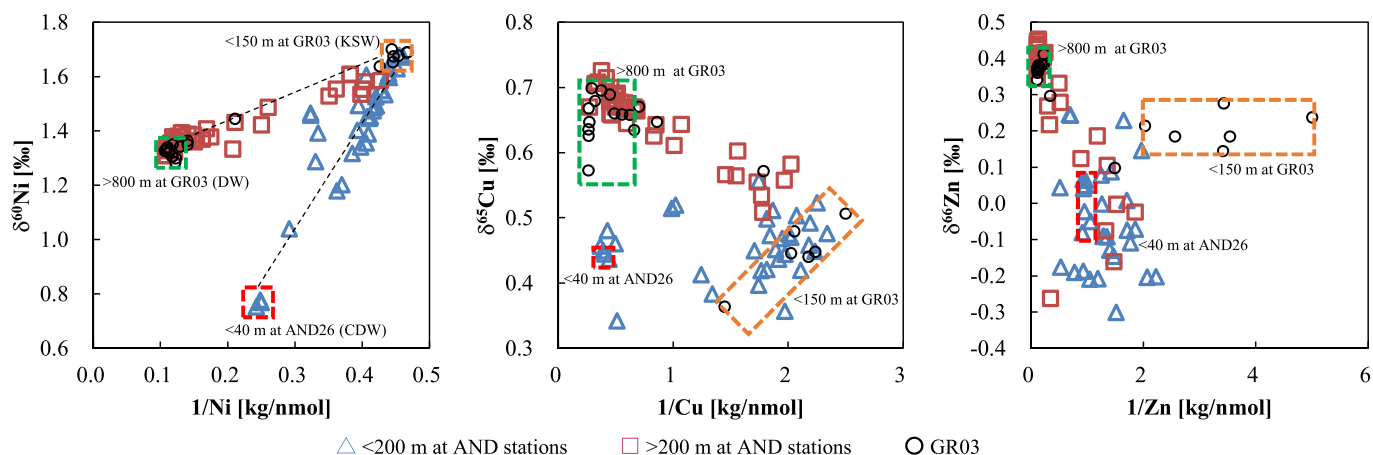 1.8
1.6
1.4
1.2
1.0
0.8
0.6
δ⁶⁰Ni [‰]
<150 m at GR03 (KSW)
>800 m at GR03 (DW)
<40 m at AND26 (CDW)
0.0 0.1 0.2 0.3 0.4 0.5
1/Ni [kg/nmol]
0.8
0.7
0.6
0.5
0.4
0.3
δ⁶⁵Cu [‰]
>800 m at GR03
<40 m at AND26
<150 m at GR03
0 1 2 3
1/Cu [kg/nmol]
0.5
0.4
0.3
0.2
0.1
0.0
-0.1
-0.2
-0.3
-0.4
δ⁶⁶Zn [‰]
>800 m at GR03
<150 m at GR03
<40 m at AND26
0 2 4 6
1/Zn [kg/nmol]
<200 m at AND stations >200 m at AND stations GR03